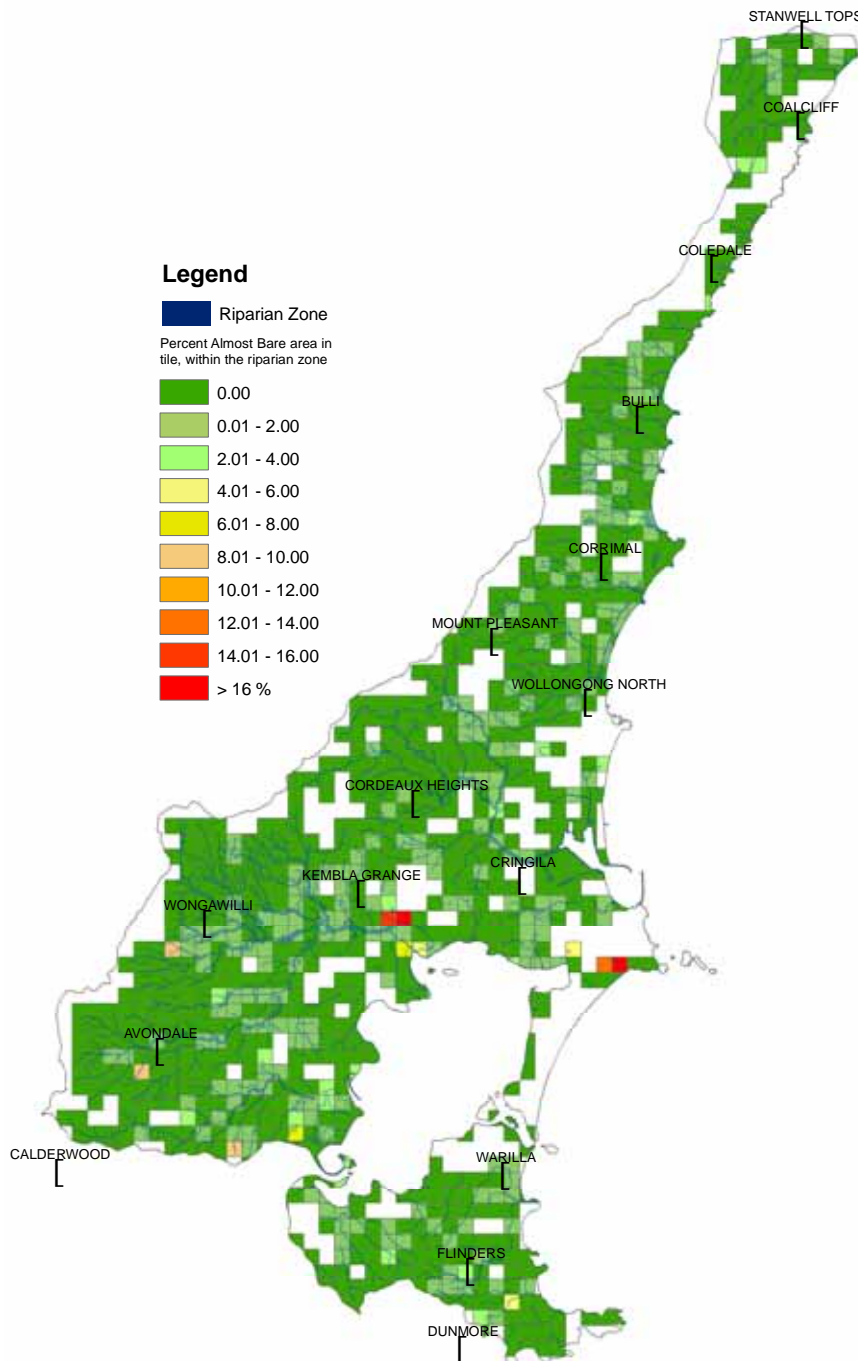 STANWELL TOPS
COALCLIFF
COLEDALE
Legend
Riparian Zone
Percent Almost Bare area in
tile, within the riparian zone
0.00
0.01 - 2.00
2.01 - 4.00
4.01 - 6.00
6.01 - 8.00
8.01 - 10.00
10.01 - 12.00
12.01 - 14.00
14.01 - 16.00
> 16 %
BULLI
CORRIMAL
MOUNT PLEASANT
WOLLONGONG NORTH
CORDEAUX HEIGHTS
CRINGILA
KEMBLA GRANGE
WONGAWILLI
AVONDALE
CALDERWOOD
WARILLA
FLINDERS
DUNMORE